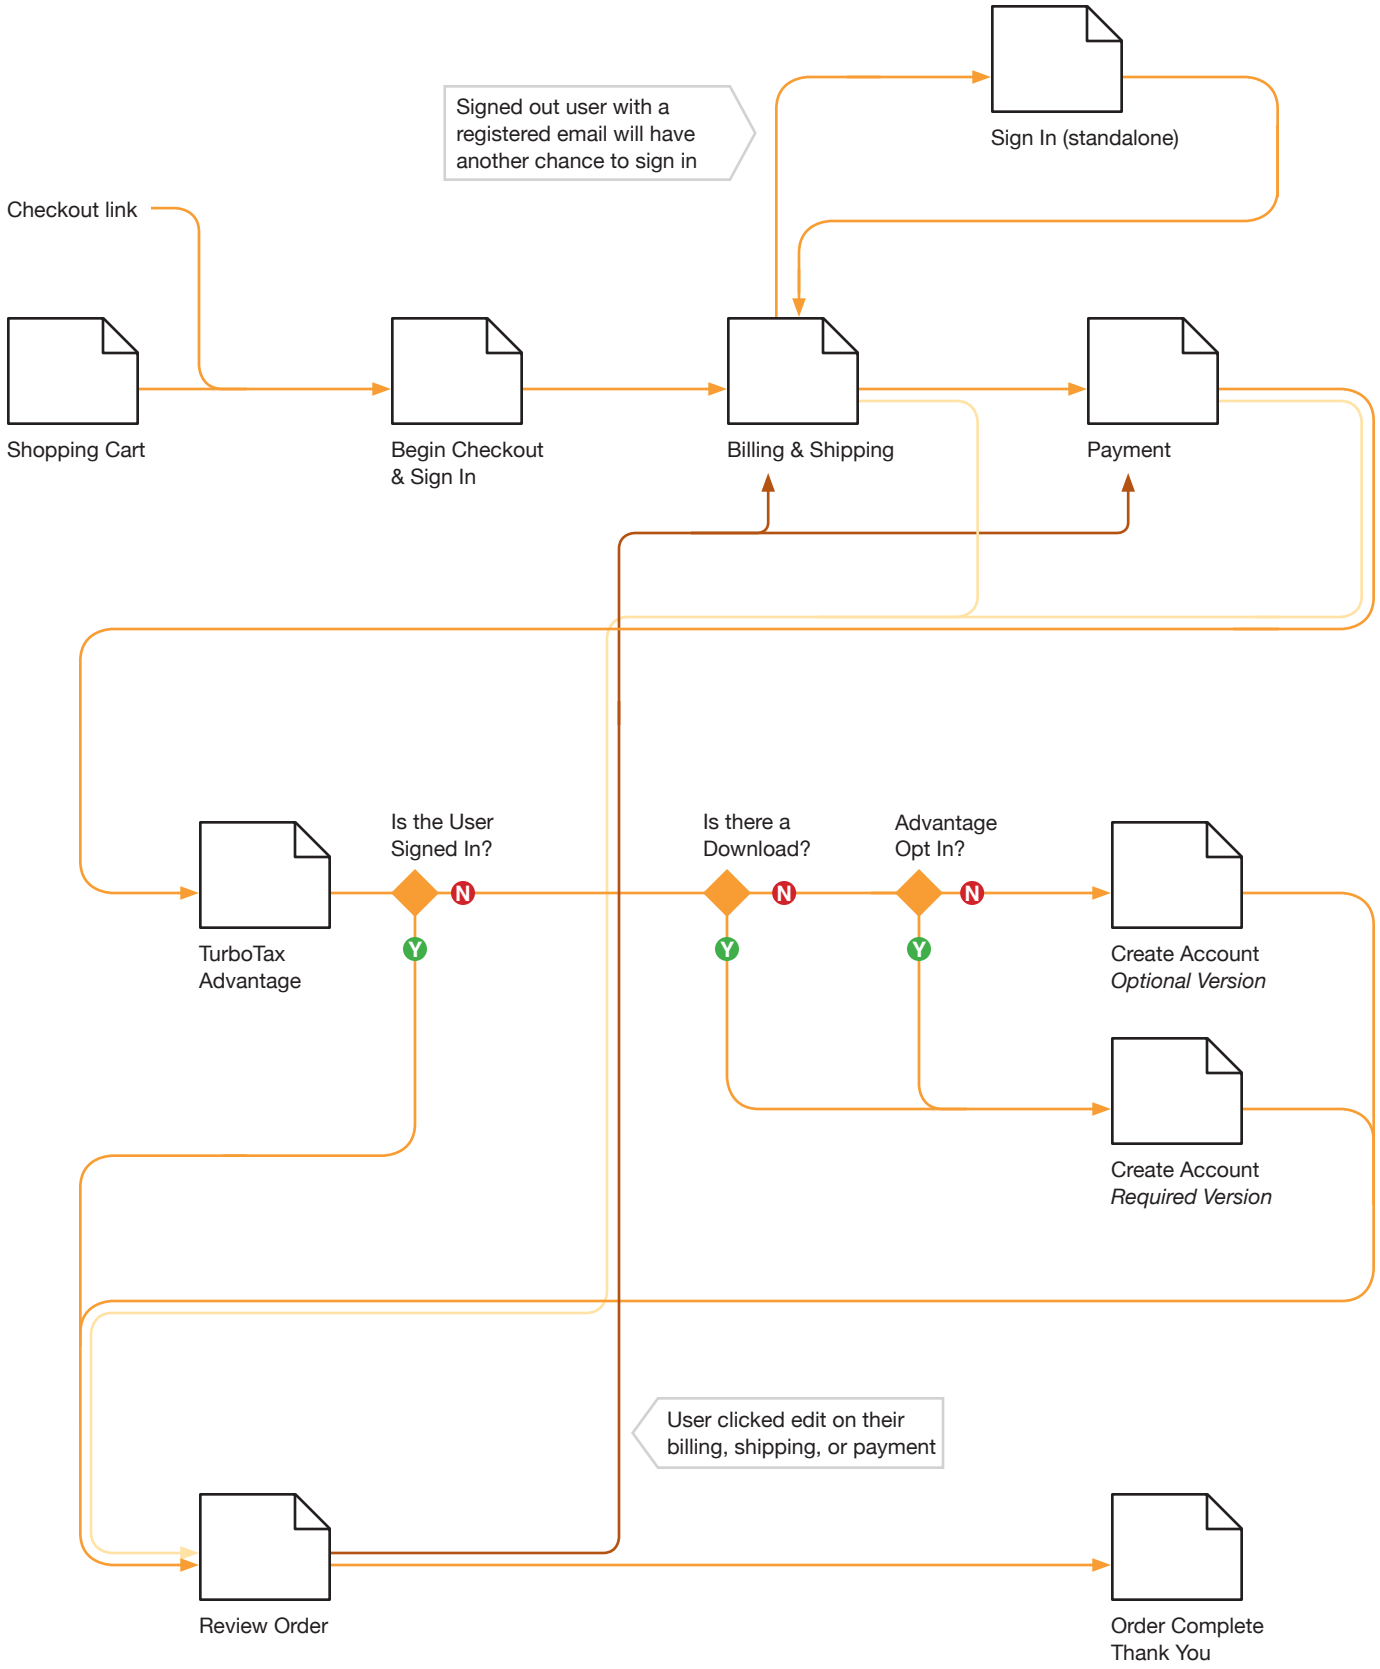 Signed out user with a
registered email will have
another chance to sign in
Sign In (standalone)
Checkout link
Shopping Cart
Begin Checkout
& Sign In
Billing & Shipping
Payment
Is the User
Signed In?
Is there a
Download?
Advantage
Opt In?
N
N
N
Y
Y
Y
TurboTax
Advantage
Create Account
Optional Version
Create Account
Required Version
User clicked edit on their
billing, shipping, or payment
Review Order
Order Complete
Thank You